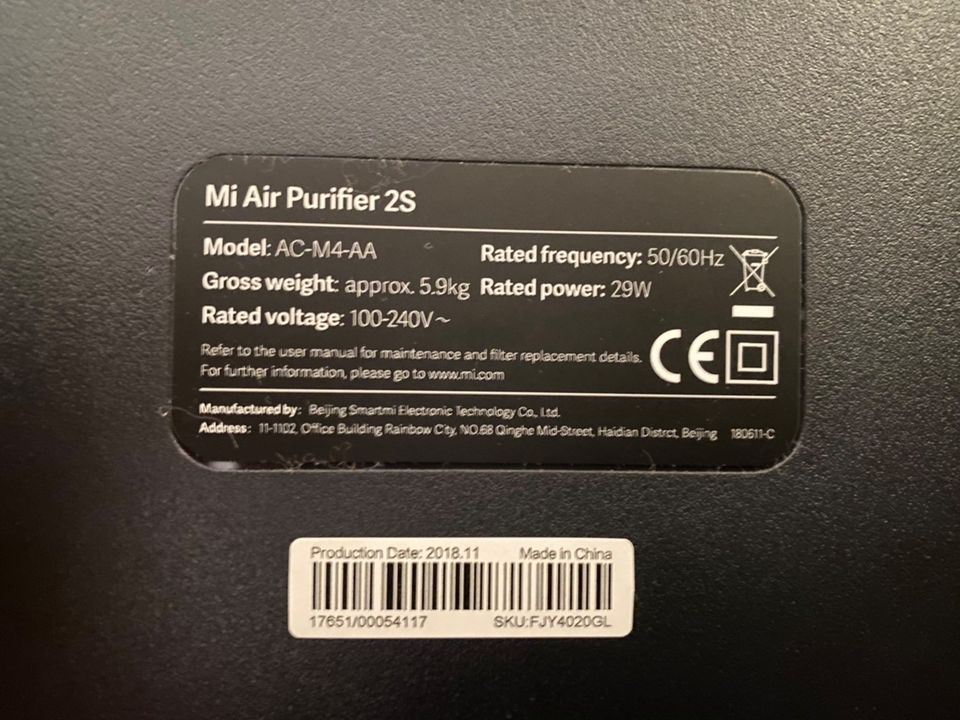 Mi Air Purifier 2S
Model: AC-M4-AA
Rated frequency: 50/60Hz
Gross weight: approx. 5.9kg
Rated power: 29W
Rated voltage: 100-240V~
Refer to the user manual for maintenance and filter replacement details.
For further information, please go to www.mi.com
CE
Manufactured by: Beijing Smartmi Electronic Technology Co., Ltd.
Address: 11-1102, Office Building Rainbow City, NO.68 Qinghe Mid-Street, Haidian Distrct, Beijing
180611-C
Production Date: 2018.11
Made in China
17651/00054117
SKU:FJY4020GL